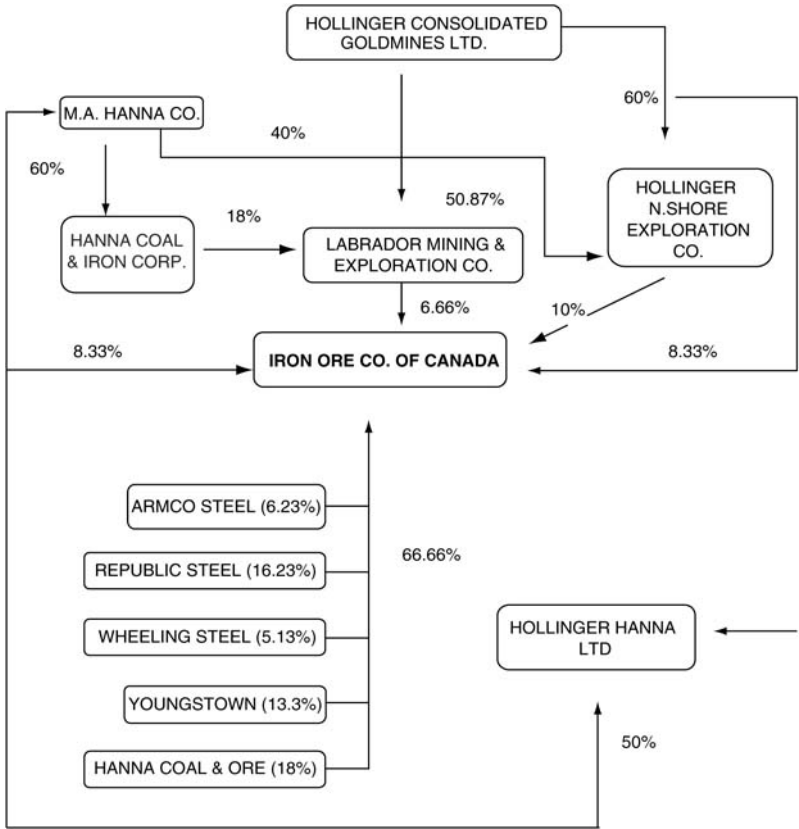 HOLLINGER CONSOLIDATED
GOLDMINES LTD.
M.A. HANNA CO.
60%
40%
60%
50.87%
HOLLINGER
N.SHORE
EXPLORATION
CO.
HANNA COAL
& IRON CORP.
18%
LABRADOR MINING &
EXPLORATION CO.
6.66%
10%
8.33%
IRON ORE CO. OF CANADA
8.33%
ARMCO STEEL (6.23%)
REPUBLIC STEEL (16.23%)
66.66%
WHEELING STEEL (5.13%)
YOUNGSTOWN (13.3%)
HANNA COAL & ORE (18%)
HOLLINGER HANNA
LTD
50%